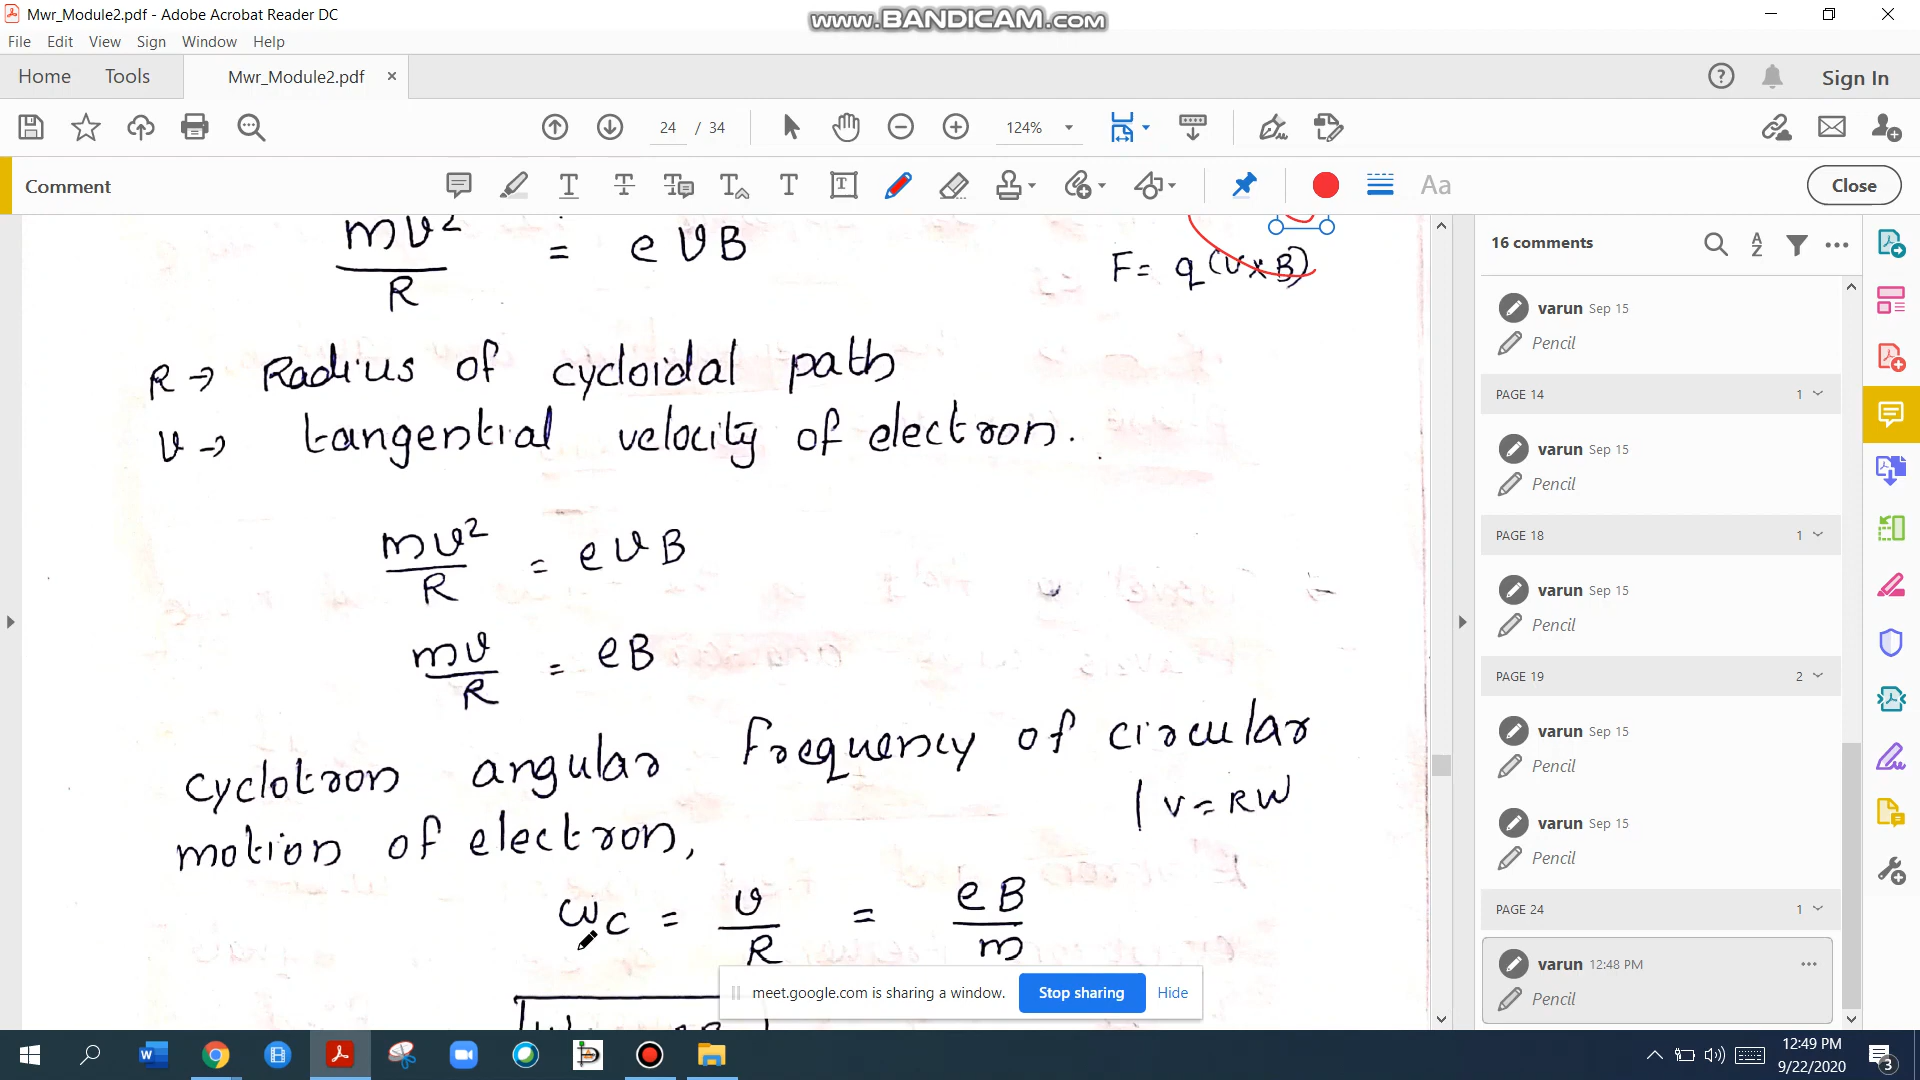 Mwr_Module2.pdf - Adobe Acrobat Reader DC
www.BANDICAM.com
File Edit View Sign Window Help
Home Tools Mwr_Module2.pdf × Sign In
24 / 34 124%
Comment Close
mv² / R = evB
F = q(v×B)
R → Radius of cycloidal path
v → tangential velocity of electron.
mv² / R = evB
mv / R = eB
cyclotron angular frequency of circular
motion of electron, | V = RW
ωc = v / R = eB / m
meet.google.com is sharing a window. Stop sharing Hide
16 comments
varun Sep 15
Pencil
PAGE 14 1
varun Sep 15
Pencil
PAGE 18 1
varun Sep 15
Pencil
PAGE 19 2
varun Sep 15
Pencil
varun Sep 15
Pencil
PAGE 24 1
varun 12:48 PM
Pencil
12:49 PM
9/22/2020
3